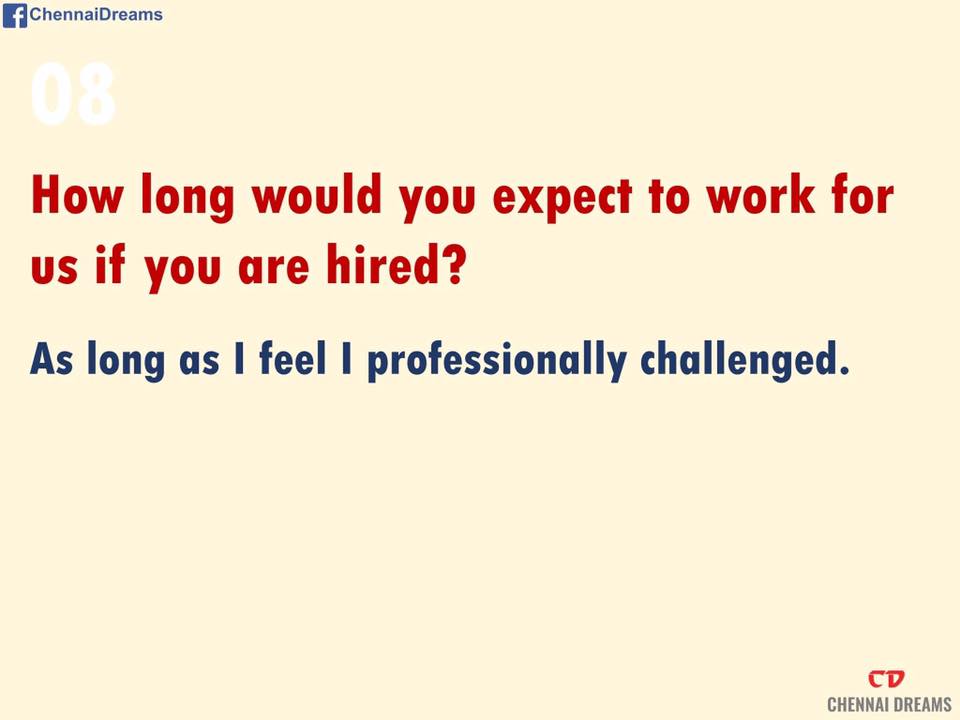 ChennaiDreams
08
How long would you expect to work for
us if you are hired?
As long as I feel I professionally challenged.
CD
CHENNAI DREAMS